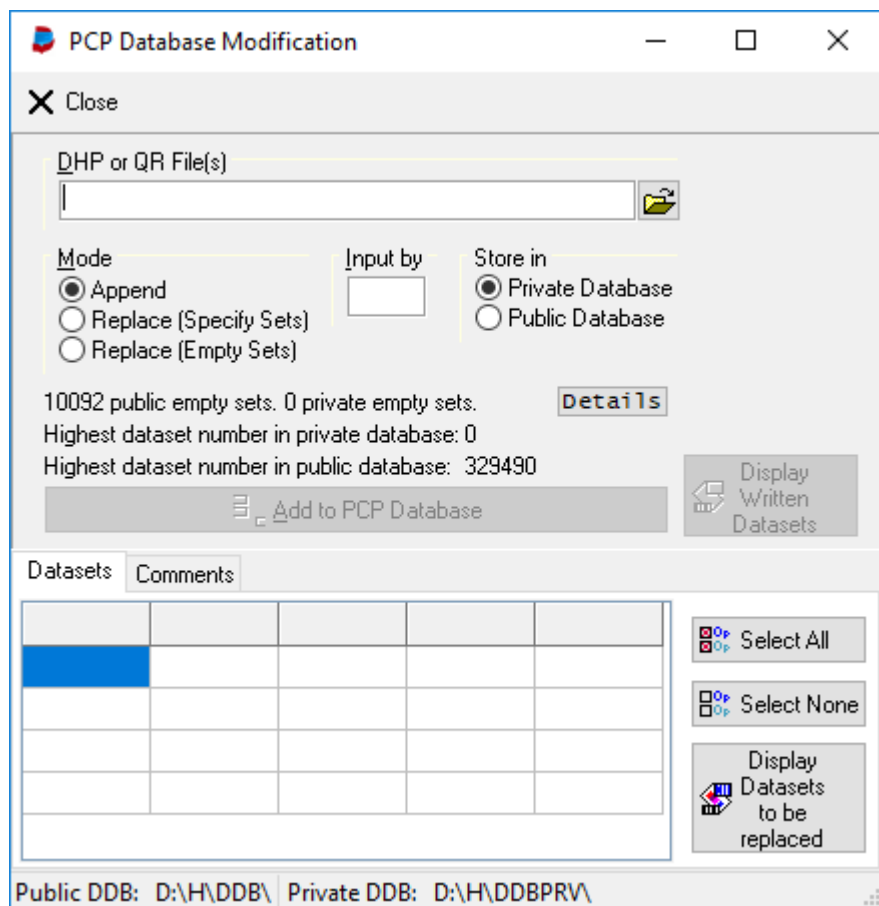 PCP Database Modification
Close
DHP or QR File(s)
Mode
Input by
Store in
Append
Private Database
Replace (Specify Sets)
Public Database
Replace (Empty Sets)
10092 public empty sets. 0 private empty sets.
Details
Highest dataset number in private database: 0
Highest dataset number in public database: 329490
Add to PCP Database
Display
Written
Datasets
Datasets
Comments
Select All
Select None
Display
Datasets
to be
replaced
Public DDB: D:\H\DDB\
Private DDB: D:\H\DDBPRV\